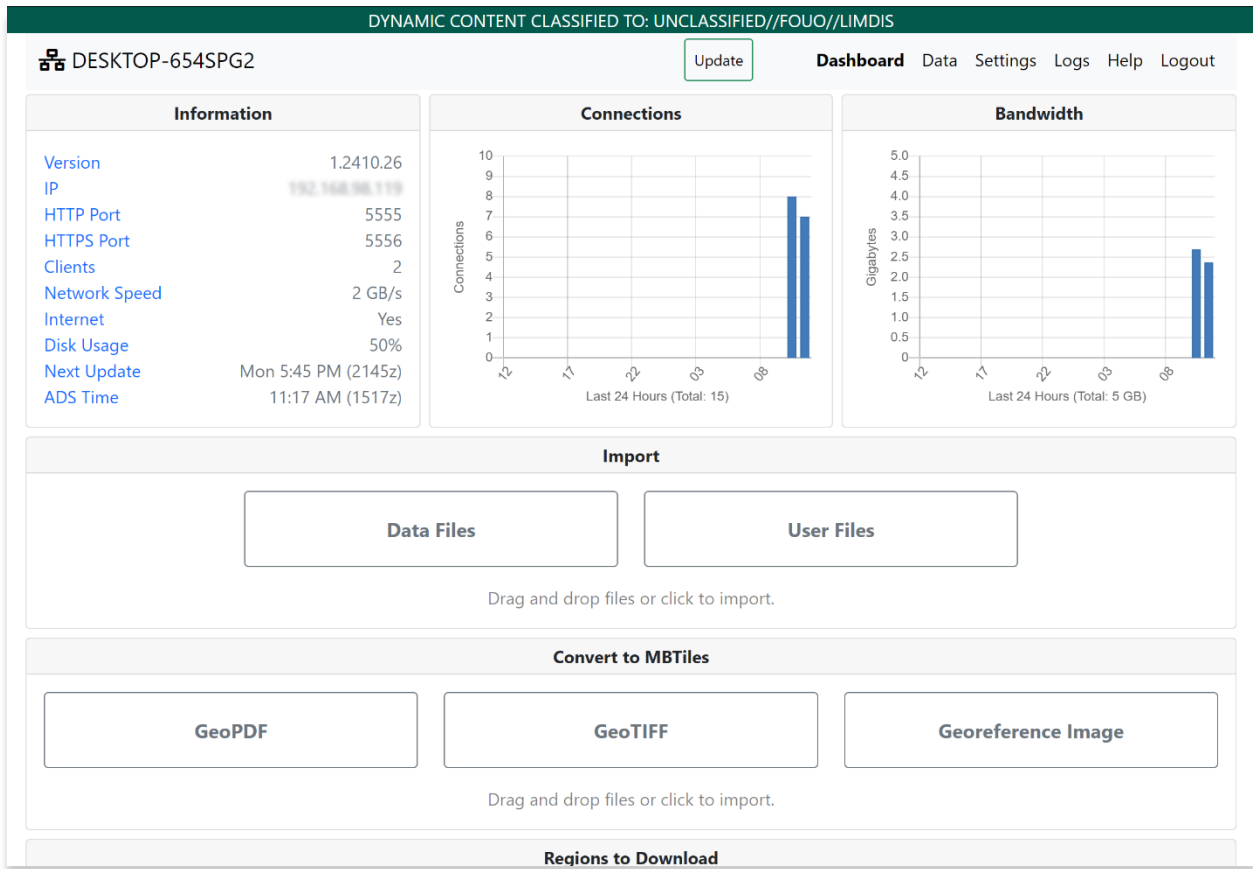 DYNAMIC CONTENT CLASSIFIED TO: UNCLASSIFIED//FOUO//LIMDIS
DESKTOP-654SPG2
Update
Dashboard Data Settings Logs Help Logout
Information
Version 1.2410.26
IP
HTTP Port 5555
HTTPS Port 5556
Clients 2
Network Speed 2 GB/s
Internet Yes
Disk Usage 50%
Next Update Mon 5:45 PM (2145z)
ADS Time 11:17 AM (1517z)
Connections
10
9
8
7
6
5
4
3
2
1
0
Connections
12 17 22 03 08
Last 24 Hours (Total: 15)
Bandwidth
5.0
4.5
4.0
3.5
3.0
2.5
2.0
1.5
1.0
0.5
0
Gigabytes
12 17 22 03 08
Last 24 Hours (Total: 5 GB)
Import
Data Files
User Files
Drag and drop files or click to import.
Convert to MBTiles
GeoPDF
GeoTIFF
Georeference Image
Drag and drop files or click to import.
Regions to Download